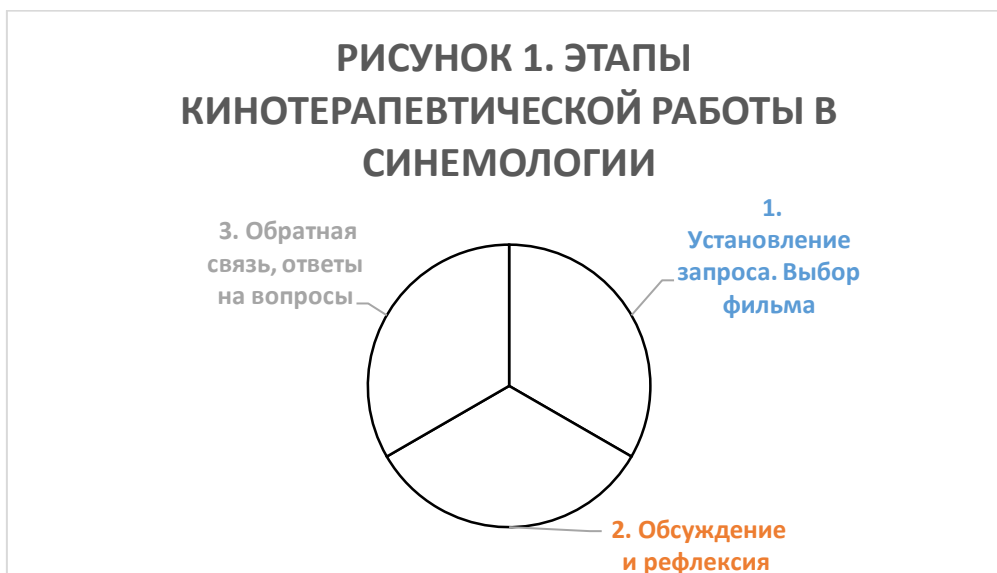 РИСУНОК 1. ЭТАПЫ
КИНОТЕРАПЕВТИЧЕСКОЙ РАБОТЫ В
СИНЕМОЛОГИИ
1.
Установление
запроса. Выбор
фильма
2. Обсуждение
и рефлексия
3. Обратная
связь, ответы
на вопросы